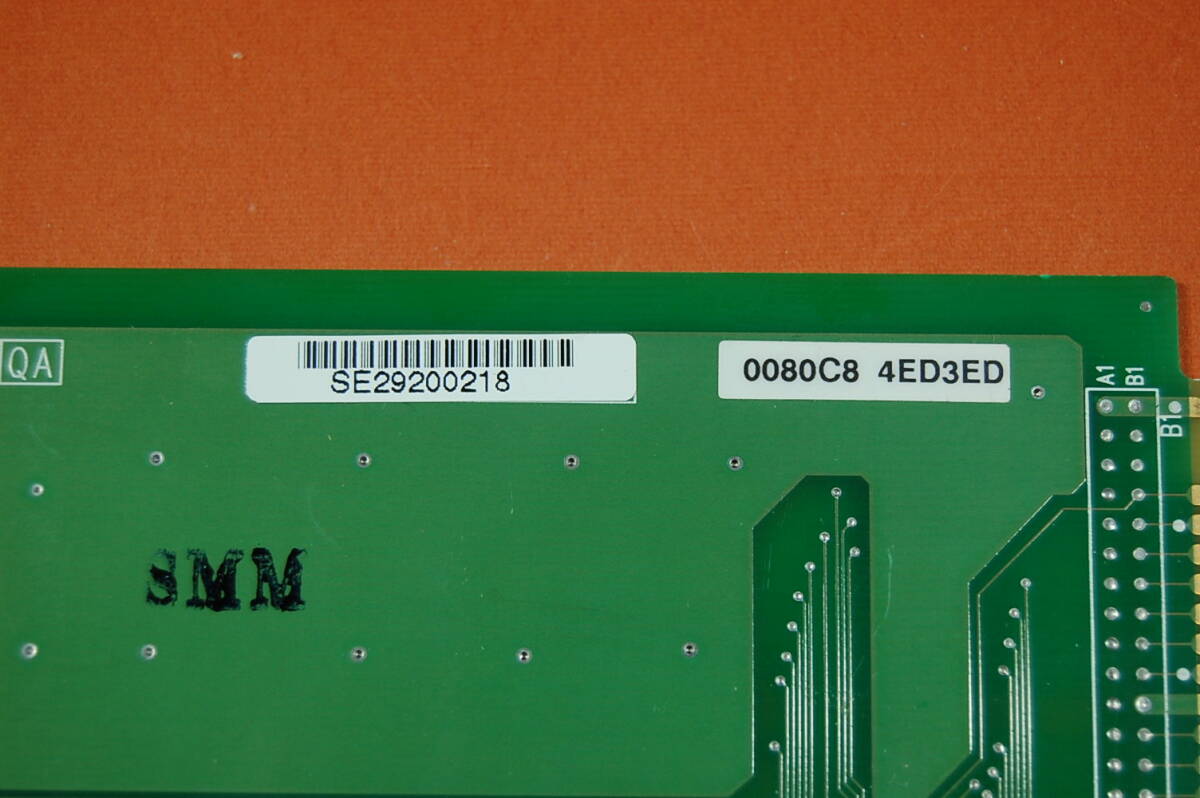 QA
SE29200218
0080C8 4ED3ED
A1
B1
B1
SMM